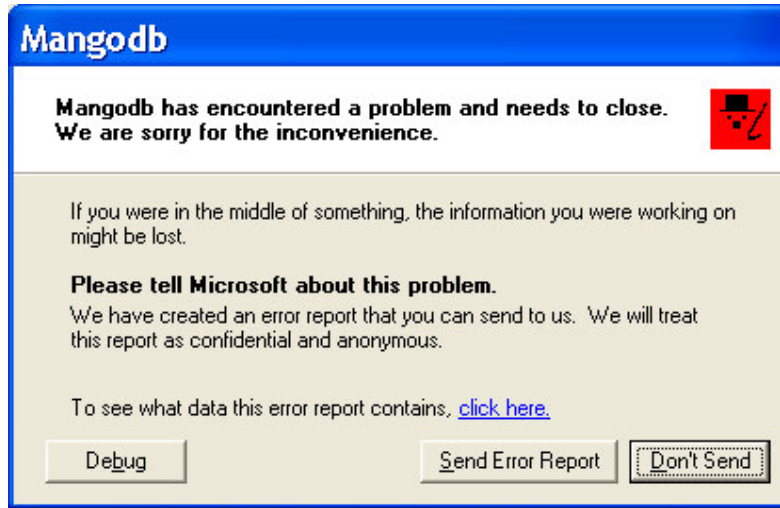 Mangodb
Mangodb has encountered a problem and needs to close.
We are sorry for the inconvenience.
If you were in the middle of something, the information you were working on
might be lost.
Please tell Microsoft about this problem.
We have created an error report that you can send to us.  We will treat
this report as confidential and anonymous.
To see what data this error report contains, click here.
Debug
Send Error Report
Don't Send